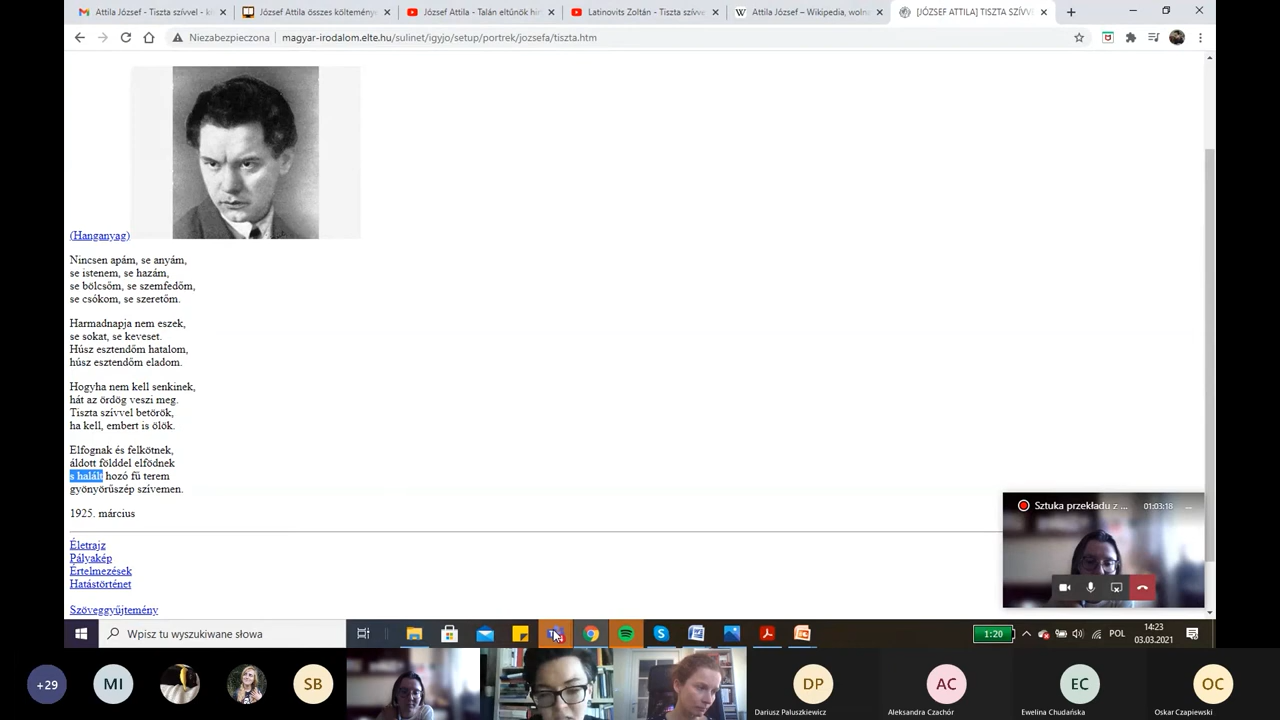 Attila József - Tiszta szívvel - k
József Attila összes költeménye
József Attila - Talán eltűnök hir
Latinovits Zoltán - Tiszta szívve
Attila József – Wikipedia, woln
[JÓZSEF ATTILA] TISZTA SZÍVV
Niezabezpieczona
magyar-irodalom.elte.hu/sulinet/igyjo/setup/portrek/jozsefa/tiszta.htm
(Hanganyag)
Nincsen apám, se anyám,
se istenem, se hazám,
se bölcsőm, se szemfedőm,
se csókom, se szeretőm.
Harmadnapja nem eszek,
se sokat, se keveset.
Húsz esztendőm hatalom,
húsz esztendőm eladom.
Hogyha nem kell senkinek,
hát az ördög veszi meg.
Tiszta szívvel betörök,
ha kell, embert is ölök.
Elfognak és felkötnek,
áldott földdel elfödnek
s halált hozó fű terem
gyönyörűszép szívemen.
1925. március
Életrajz
Pályakép
Értelmezések
Hatástörténet
Szöveggyűjtemény
Sztuka przekładu z ...
01:03:18
Wpisz tu wyszukiwane słowo
1:20
POL
14:23
03.03.2021
+29
MI
SB
DP
AC
EC
OC
Dariusz Paluszkiewicz
Aleksandra Czachór
Ewelina Chudańska
Oskar Czapiewski